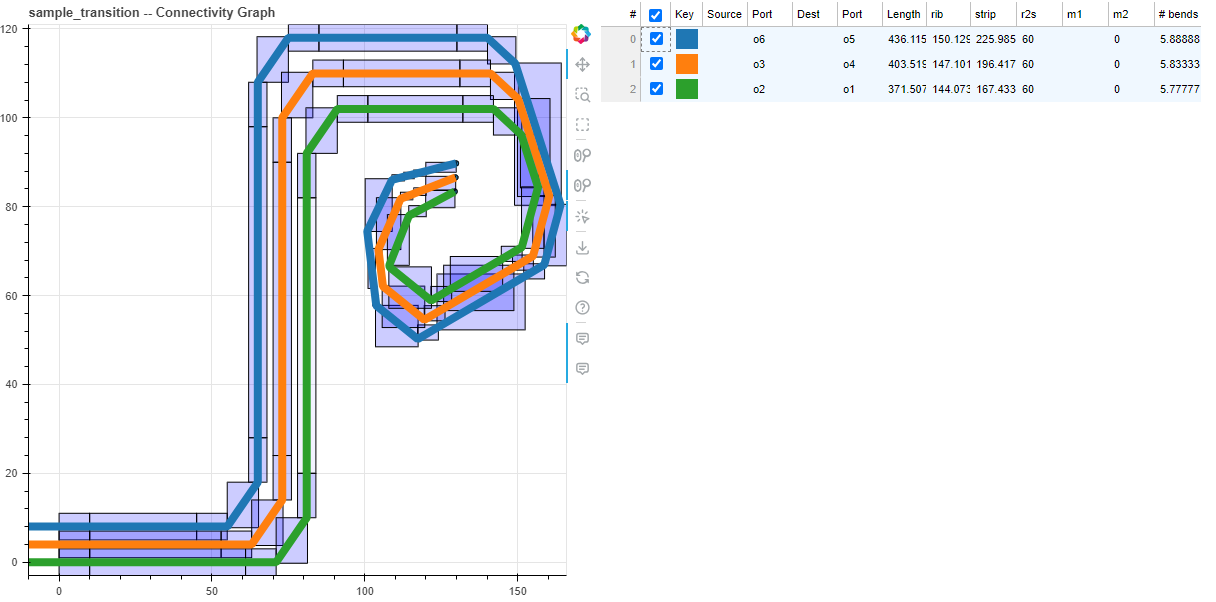 sample_transition -- Connectivity Graph
120
100
80
60
40
20
0
0
50
100
150
# Key Source Port Dest Port Length rib strip r2s m1 m2 # bends
0 o6 o5 436.115 150.129 225.985 60 0 5.88888
1 o3 o4 403.519 147.101 196.417 60 0 5.83333
2 o2 o1 371.507 144.073 167.433 60 0 5.77777